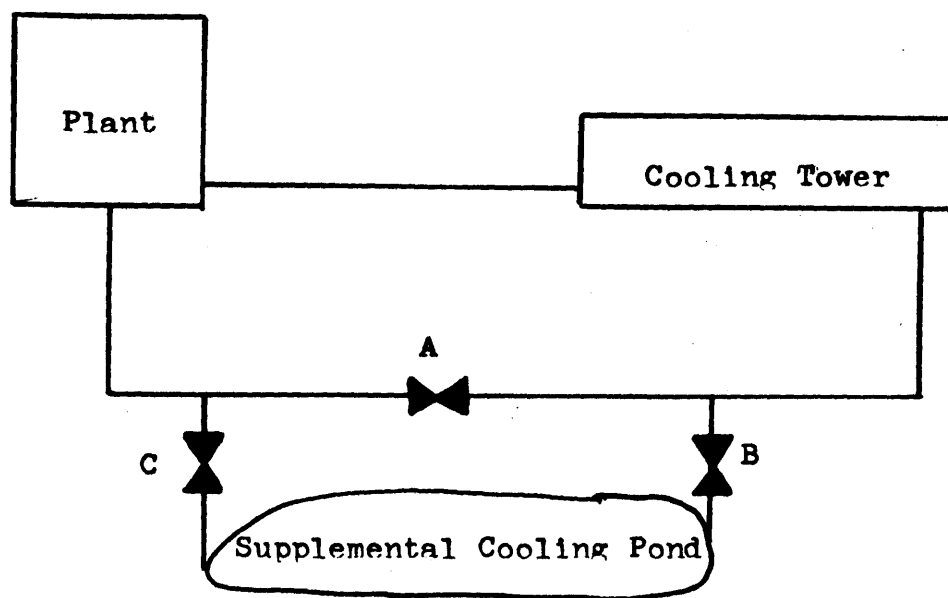 Plant
Cooling Tower
A
C
B
Supplemental Cooling Pond